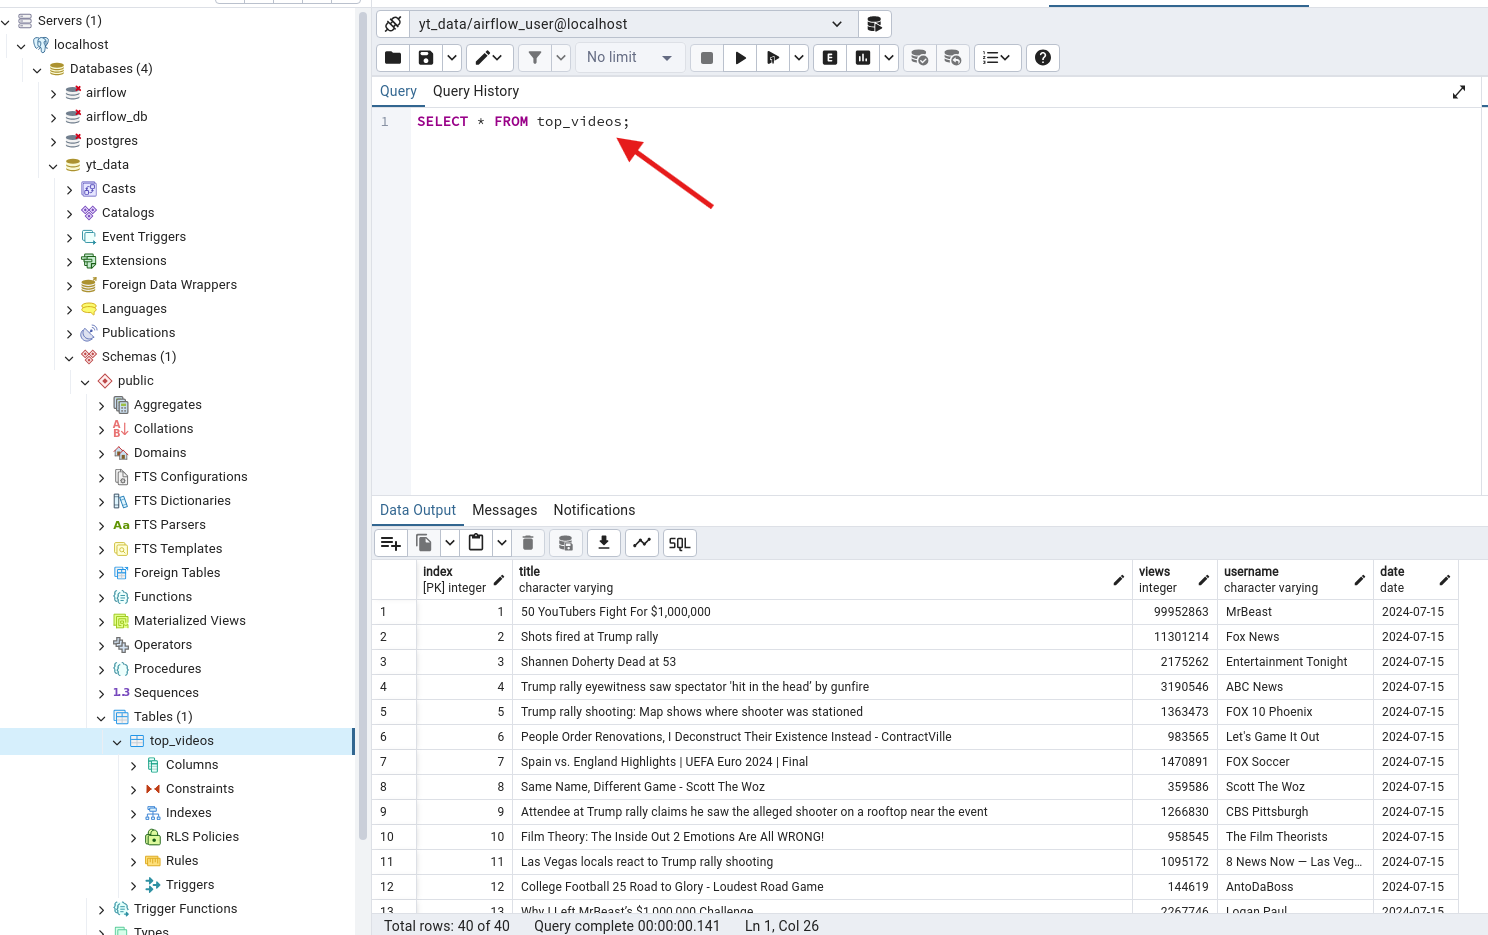 Servers (1)
localhost
Databases (4)
airflow
airflow_db
postgres
yt_data
Casts
Catalogs
Event Triggers
Extensions
Foreign Data Wrappers
Languages
Publications
Schemas (1)
public
Aggregates
Collations
Domains
FTS Configurations
FTS Dictionaries
Aa FTS Parsers
FTS Templates
Foreign Tables
Functions
Materialized Views
Operators
Procedures
1..3 Sequences
Tables (1)
top_videos
Columns
Constraints
Indexes
RLS Policies
Rules
Triggers
Trigger Functions
Types
yt_data/airflow_user@localhost
No limit
E
Query Query History
1 SELECT * FROM top_videos;
Data Output Messages Notifications
SQL
index title views username date
[PK] integer character varying integer character varying date
1 1 50 YouTubers Fight For $1,000,000 99952863 MrBeast 2024-07-15
2 2 Shots fired at Trump rally 11301214 Fox News 2024-07-15
3 3 Shannen Doherty Dead at 53 2175262 Entertainment Tonight 2024-07-15
4 4 Trump rally eyewitness saw spectator 'hit in the head' by gunfire 3190546 ABC News 2024-07-15
5 5 Trump rally shooting: Map shows where shooter was stationed 1363473 FOX 10 Phoenix 2024-07-15
6 6 People Order Renovations, I Deconstruct Their Existence Instead - ContractVille 983565 Let's Game It Out 2024-07-15
7 7 Spain vs. England Highlights | UEFA Euro 2024 | Final 1470891 FOX Soccer 2024-07-15
8 8 Same Name, Different Game - Scott The Woz 359586 Scott The Woz 2024-07-15
9 9 Attendee at Trump rally claims he saw the alleged shooter on a rooftop near the event 1266830 CBS Pittsburgh 2024-07-15
10 10 Film Theory: The Inside Out 2 Emotions Are All WRONG! 958545 The Film Theorists 2024-07-15
11 11 Las Vegas locals react to Trump rally shooting 1095172 8 News Now — Las Veg... 2024-07-15
12 12 College Football 25 Road to Glory - Loudest Road Game 144619 AntoDaBoss 2024-07-15
13 13 Why I Left MrBeast's $1,000,000 Challenge 2267746 Logan Paul 2024-07-15
Total rows: 40 of 40 Query complete 00:00:00.141 Ln 1, Col 26